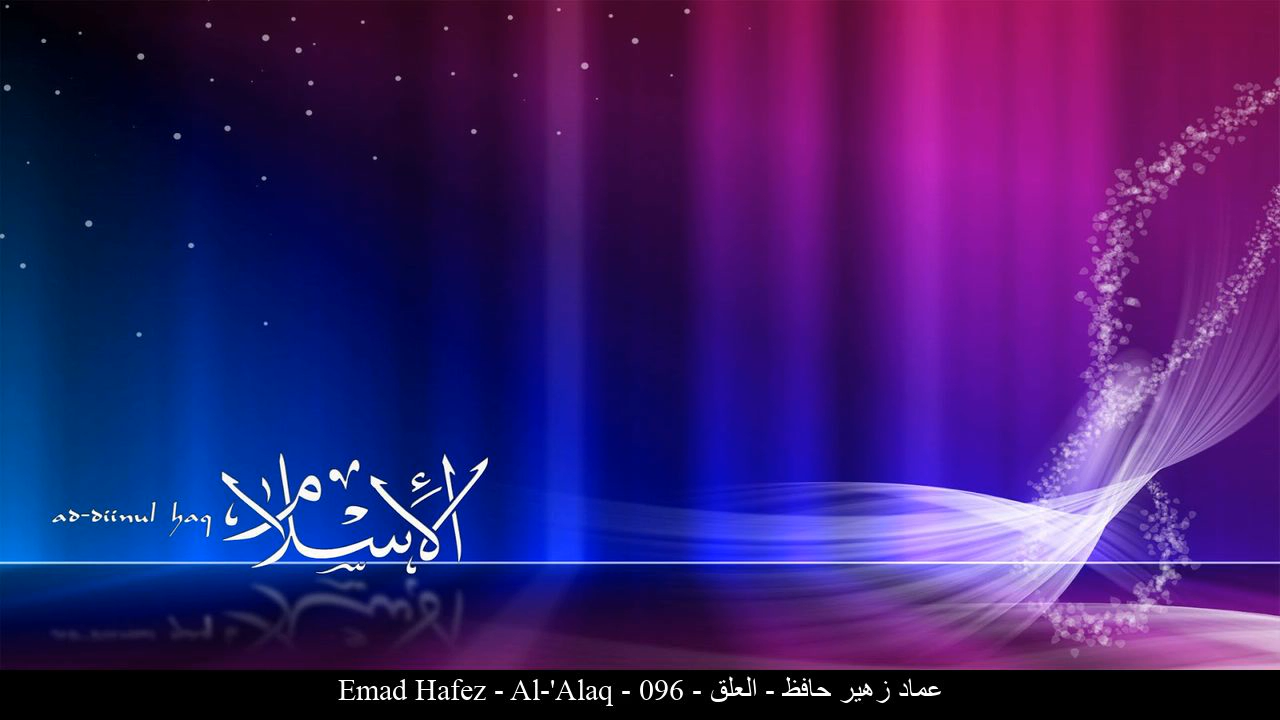 ad-diinul haq الإسلام
Emad Hafez - Al-'Alaq - 096 - عماد زهير حافظ - العلق